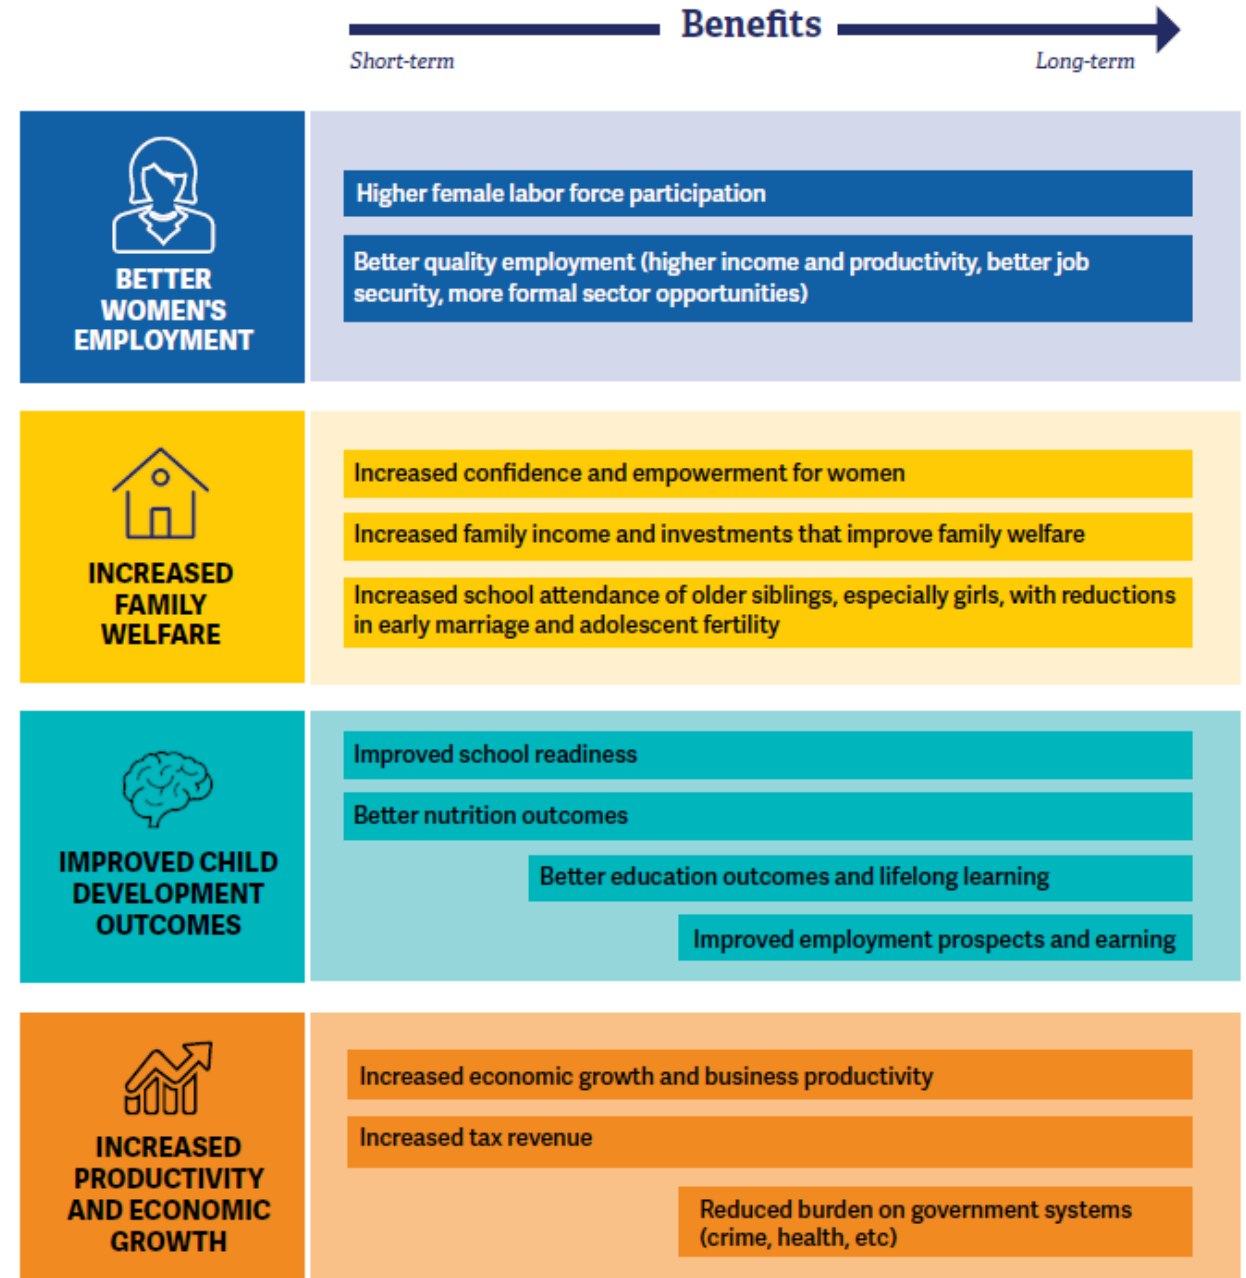 Benefits
Short-term
Long-term
BETTER
WOMEN'S
EMPLOYMENT
Higher female labor force participation
Better quality employment (higher income and productivity, better job
security, more formal sector opportunities)
INCREASED
FAMILY
WELFARE
Increased confidence and empowerment for women
Increased family income and investments that improve family welfare
Increased school attendance of older siblings, especially girls, with reductions
in early marriage and adolescent fertility
IMPROVED CHILD
DEVELOPMENT
OUTCOMES
Improved school readiness
Better nutrition outcomes
Better education outcomes and lifelong learning
Improved employment prospects and earning
INCREASED
PRODUCTIVITY
AND ECONOMIC
GROWTH
Increased economic growth and business productivity
Increased tax revenue
Reduced burden on government systems
(crime, health, etc)